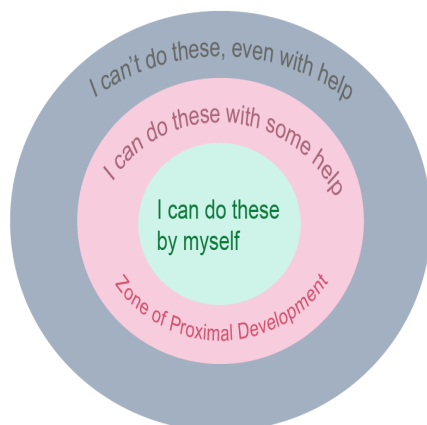 I can't do these, even with help
I can do these with some help
I can do these
by myself
Zone of Proximal Development